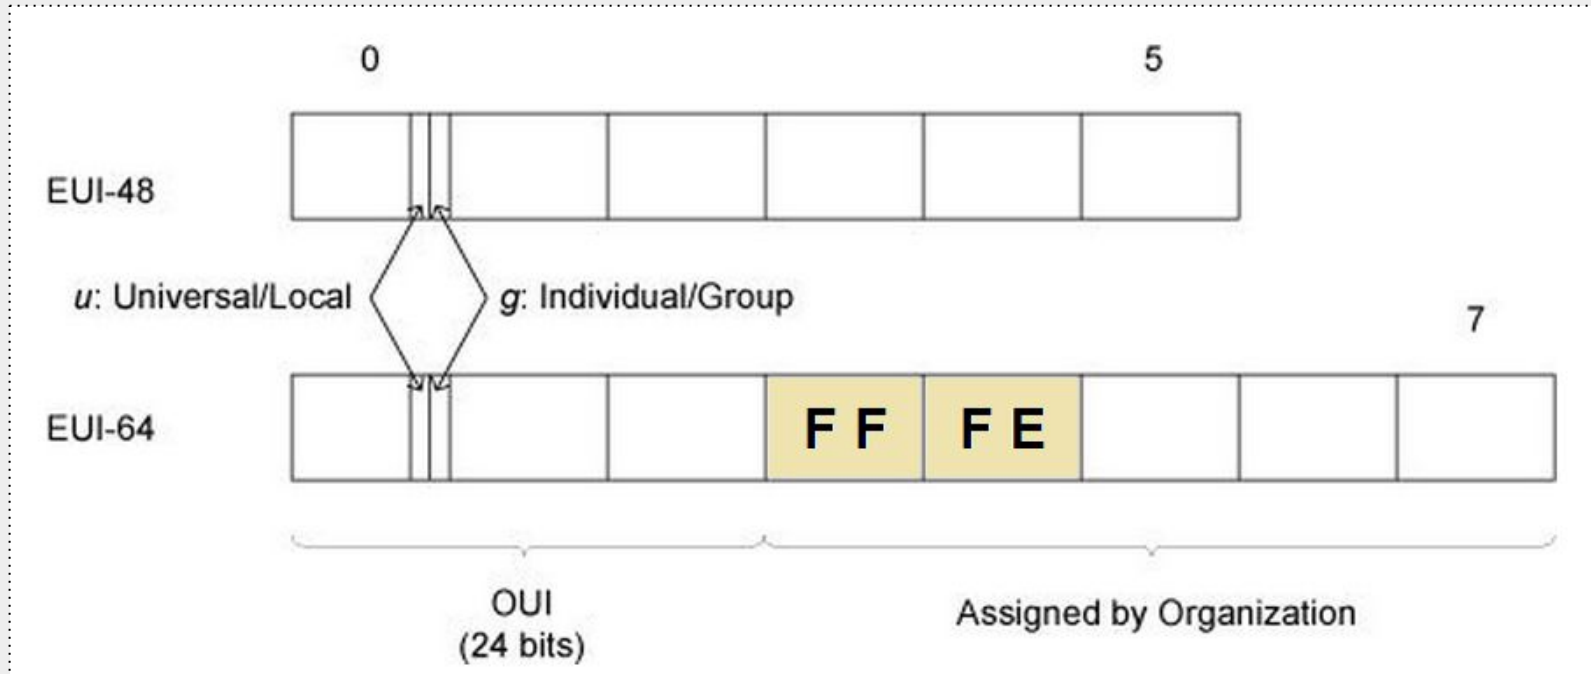 0
5
EUI-48
u: Universal/Local
g: Individual/Group
7
EUI-64
F F
F E
OUI
(24 bits)
Assigned by Organization